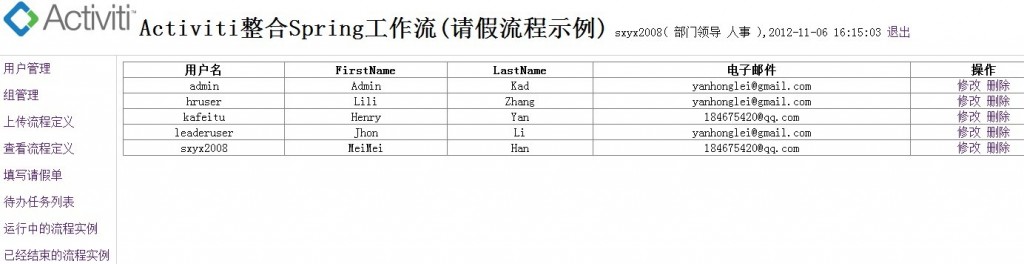 Activiti
Activiti整合Spring工作流(请假流程示例) sxyx2008( 部门领导 人事 ),2012-11-06 16:15:03 退出
用户管理
组管理
上传流程定义
查看流程定义
填写请假单
待办任务列表
运行中的流程实例
已经结束的流程实例
用户名 FirstName LastName 电子邮件 操作
admin Admin Kad yanhonglei@gmail.com 修改 删除
hruser Lili Zhang yanhonglei@gmail.com 修改 删除
kafeitu Henry Yan 184675420@qq.com 修改 删除
leaderuser Jhon Li yanhonglei@gmail.com 修改 删除
sxyx2008 MeiMei Han 184675420@qq.com 修改 删除